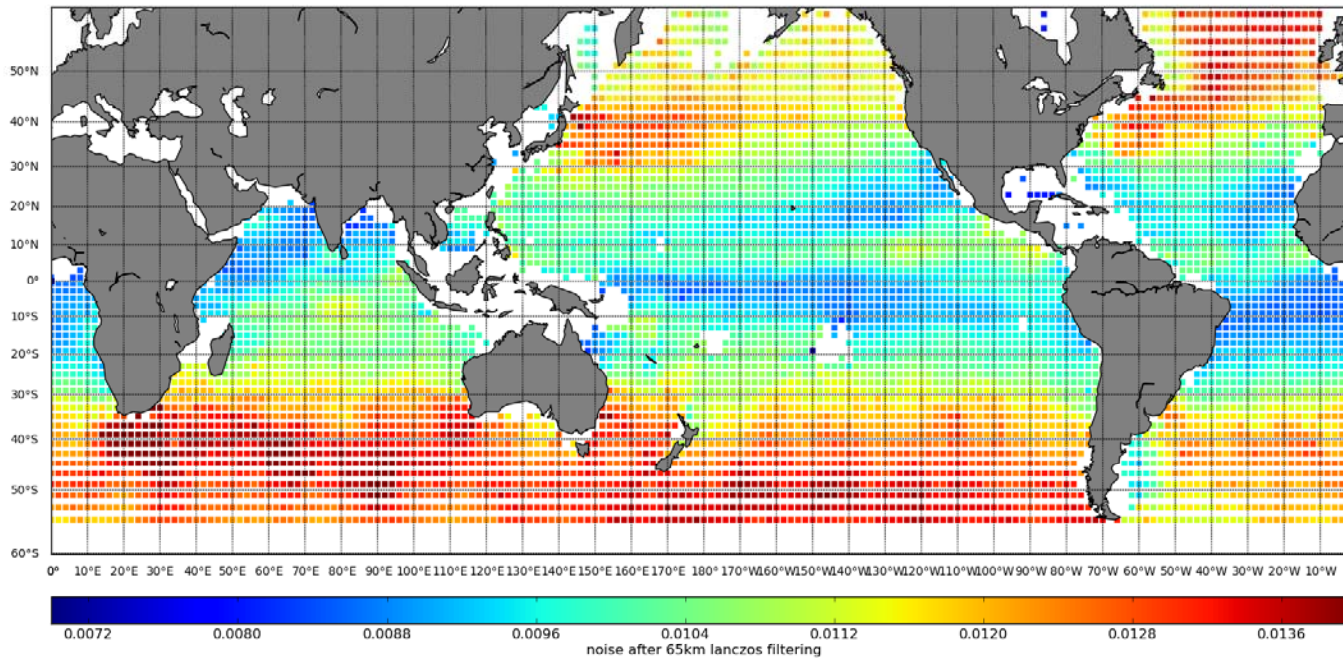 50°N
40°N
30°N
20°N
10°N
0°
10°S
20°S
30°S
40°S
50°S
60°S
0° 10°E 20°E 30°E 40°E 50°E 60°E 70°E 80°E 90°E 100°E 110°E 120°E 130°E 140°E 150°E 160°E 170°E 180° 170°W 160°W 150°W 140°W 130°W 120°W 110°W 100°W 90°W 80°W 70°W 60°W 50°W 40°W 30°W 20°W 10°W
0.0072 0.0080 0.0088 0.0096 0.0104 0.0112 0.0120 0.0128 0.0136
noise after 65km lanczos filtering